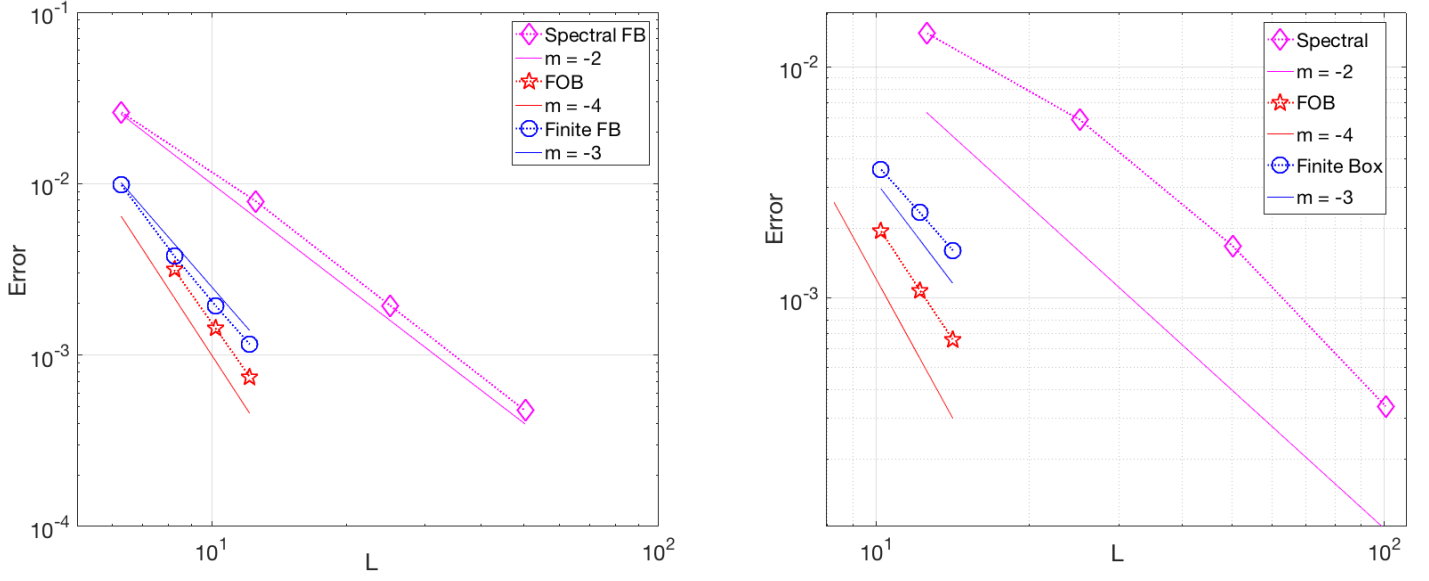 10^-1
10^-2
10^-3
10^-4
Error
10^1
10^2
L
Spectral FB
m = -2
FOB
m = -4
Finite FB
m = -3
10^-2
10^-3
Error
10^1
10^2
L
Spectral
m = -2
FOB
m = -4
Finite Box
m = -3